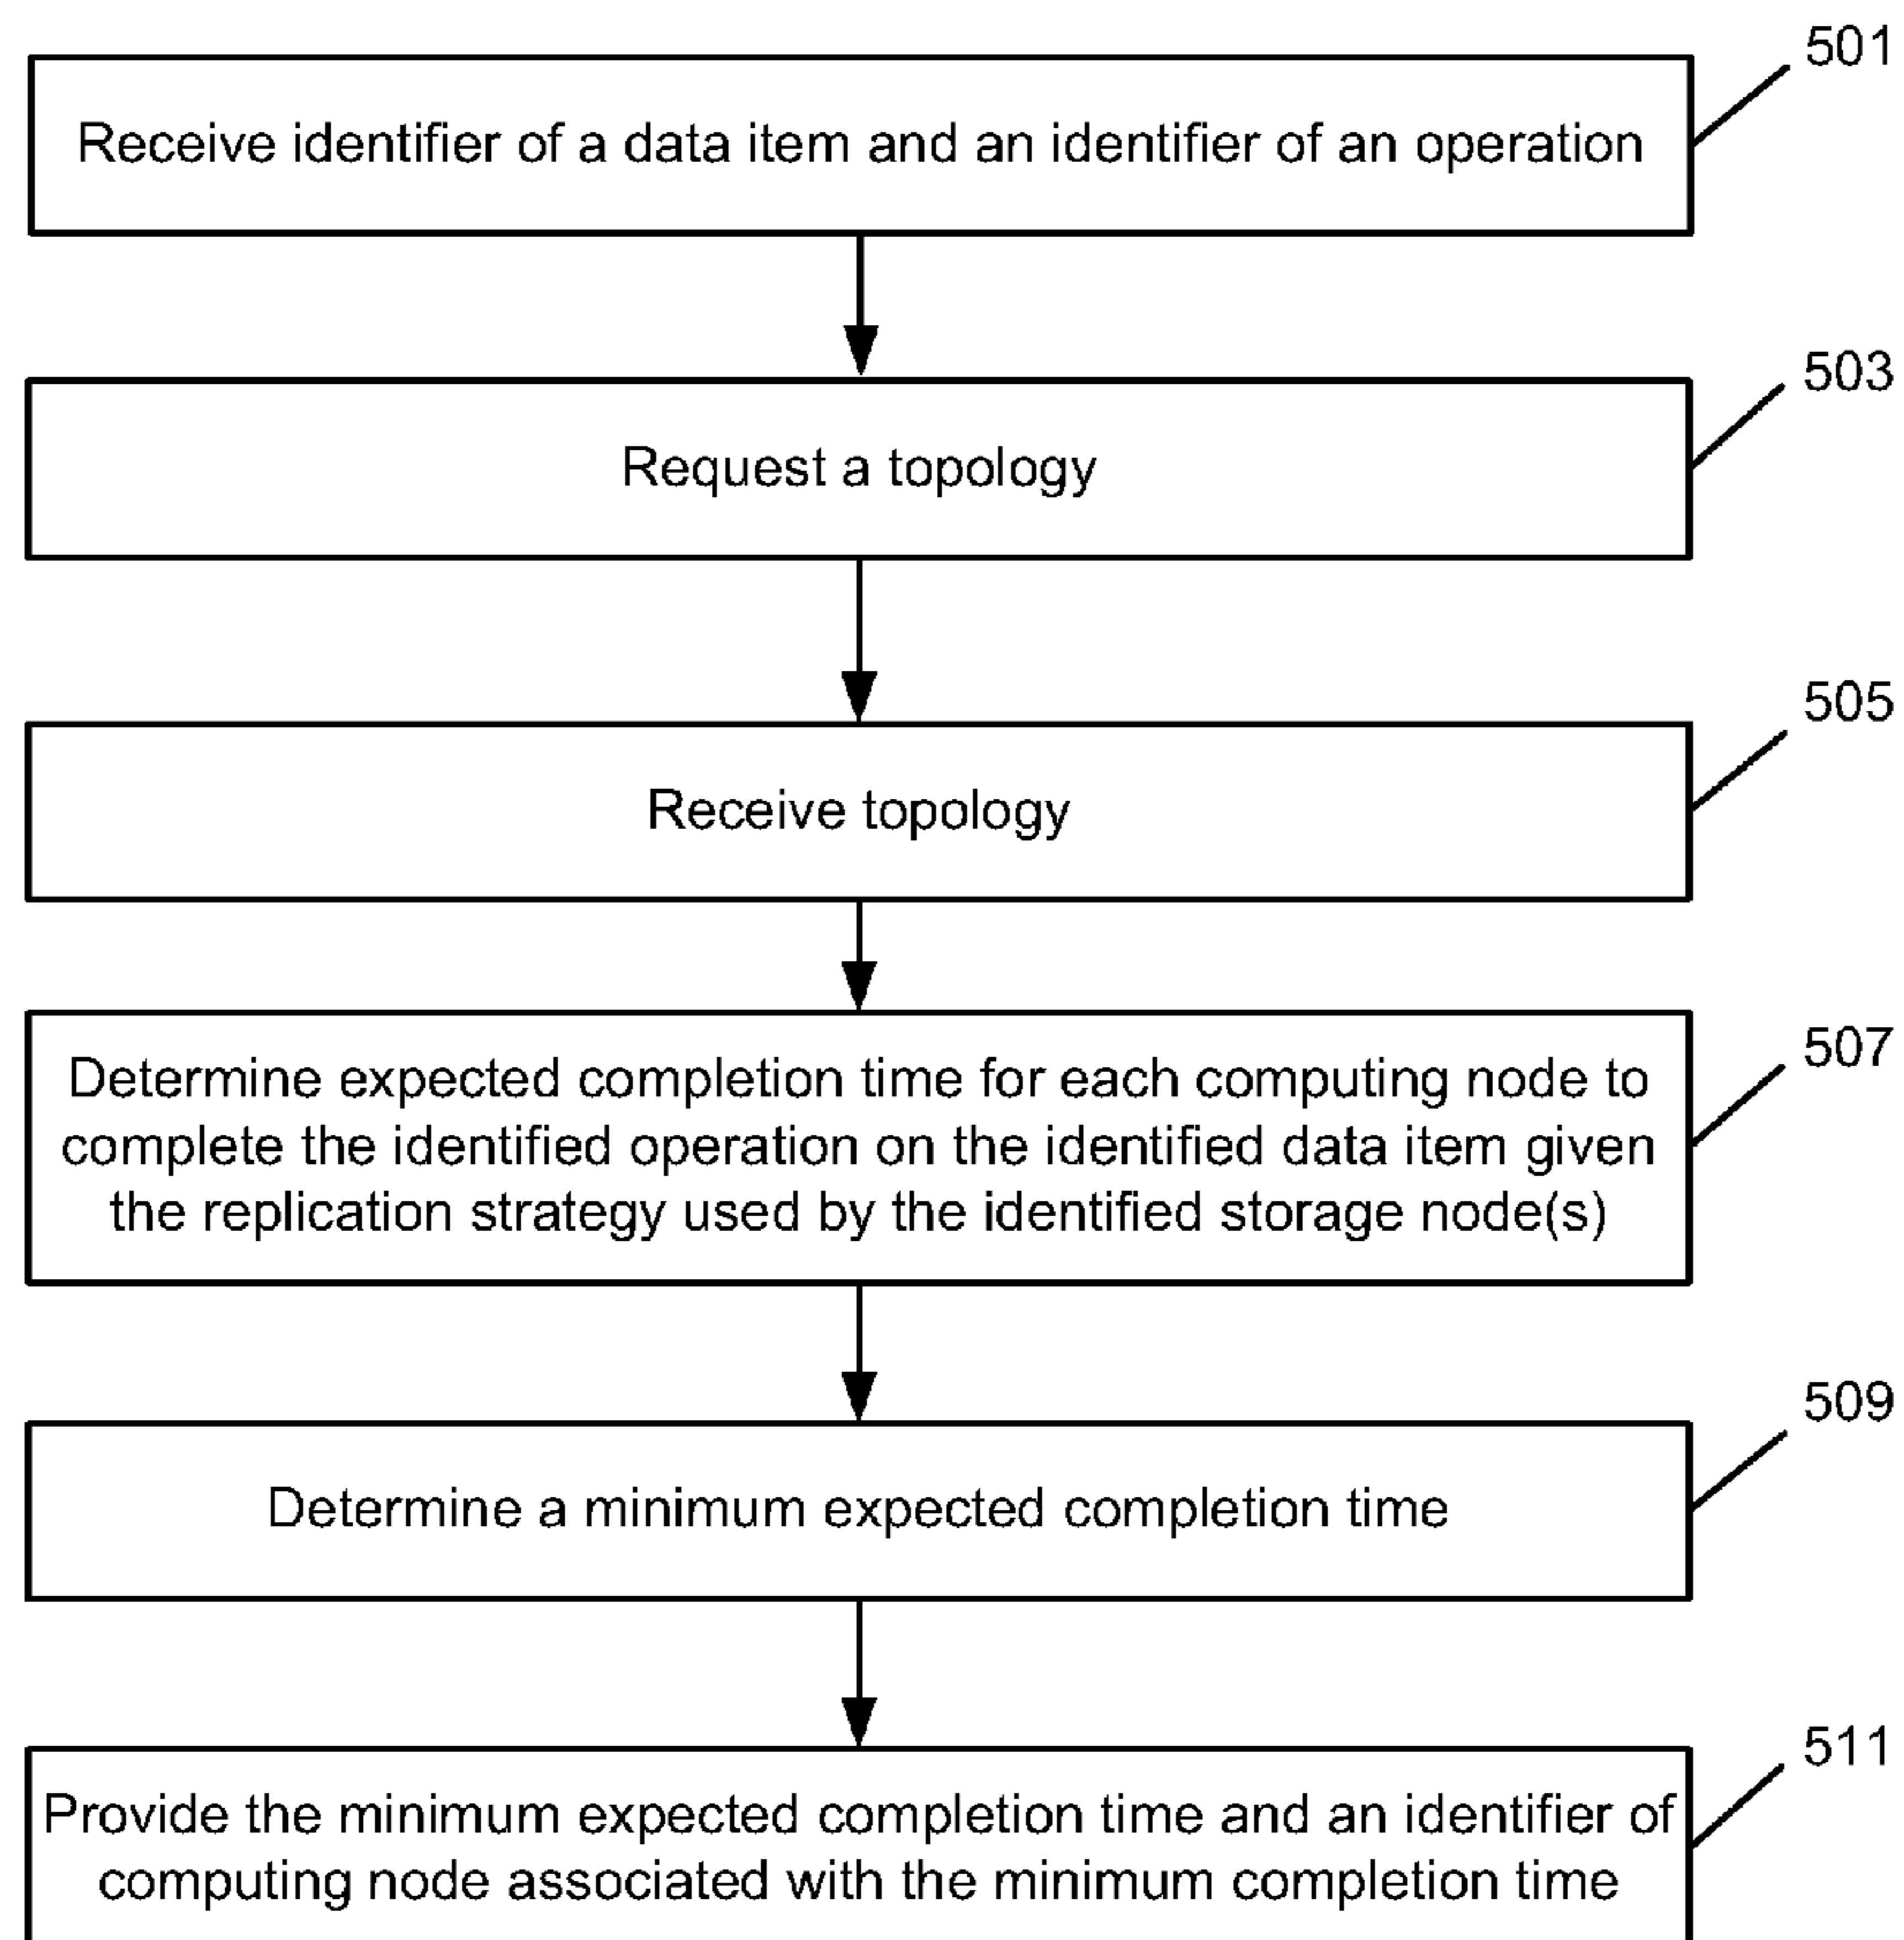 501
Receive identifier of a data item and an identifier of an operation
503
Request a topology
505
Receive topology
507
Determine expected completion time for each computing node to
complete the identified operation on the identified data item given
the replication strategy used by the identified storage node(s)
509
Determine a minimum expected completion time
511
Provide the minimum expected completion time and an identifier of
computing node associated with the minimum completion time